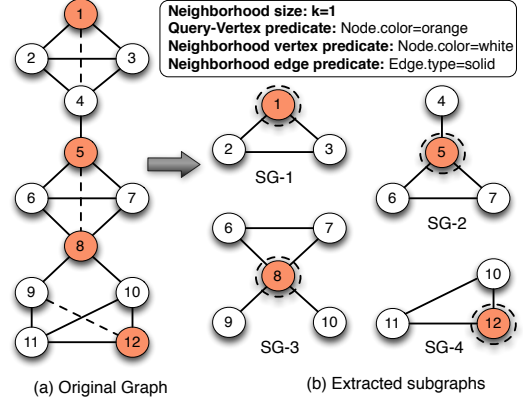 Neighborhood size: k=1
Query-Vertex predicate: Node.color=orange
Neighborhood vertex predicate: Node.color=white
Neighborhood edge predicate: Edge.type=solid
1
2
3
4
5
6
7
8
9
10
11
12
(a) Original Graph
1
2
3
SG-1
4
5
6
7
SG-2
6
7
8
9
10
SG-3
10
11
12
SG-4
(b) Extracted subgraphs